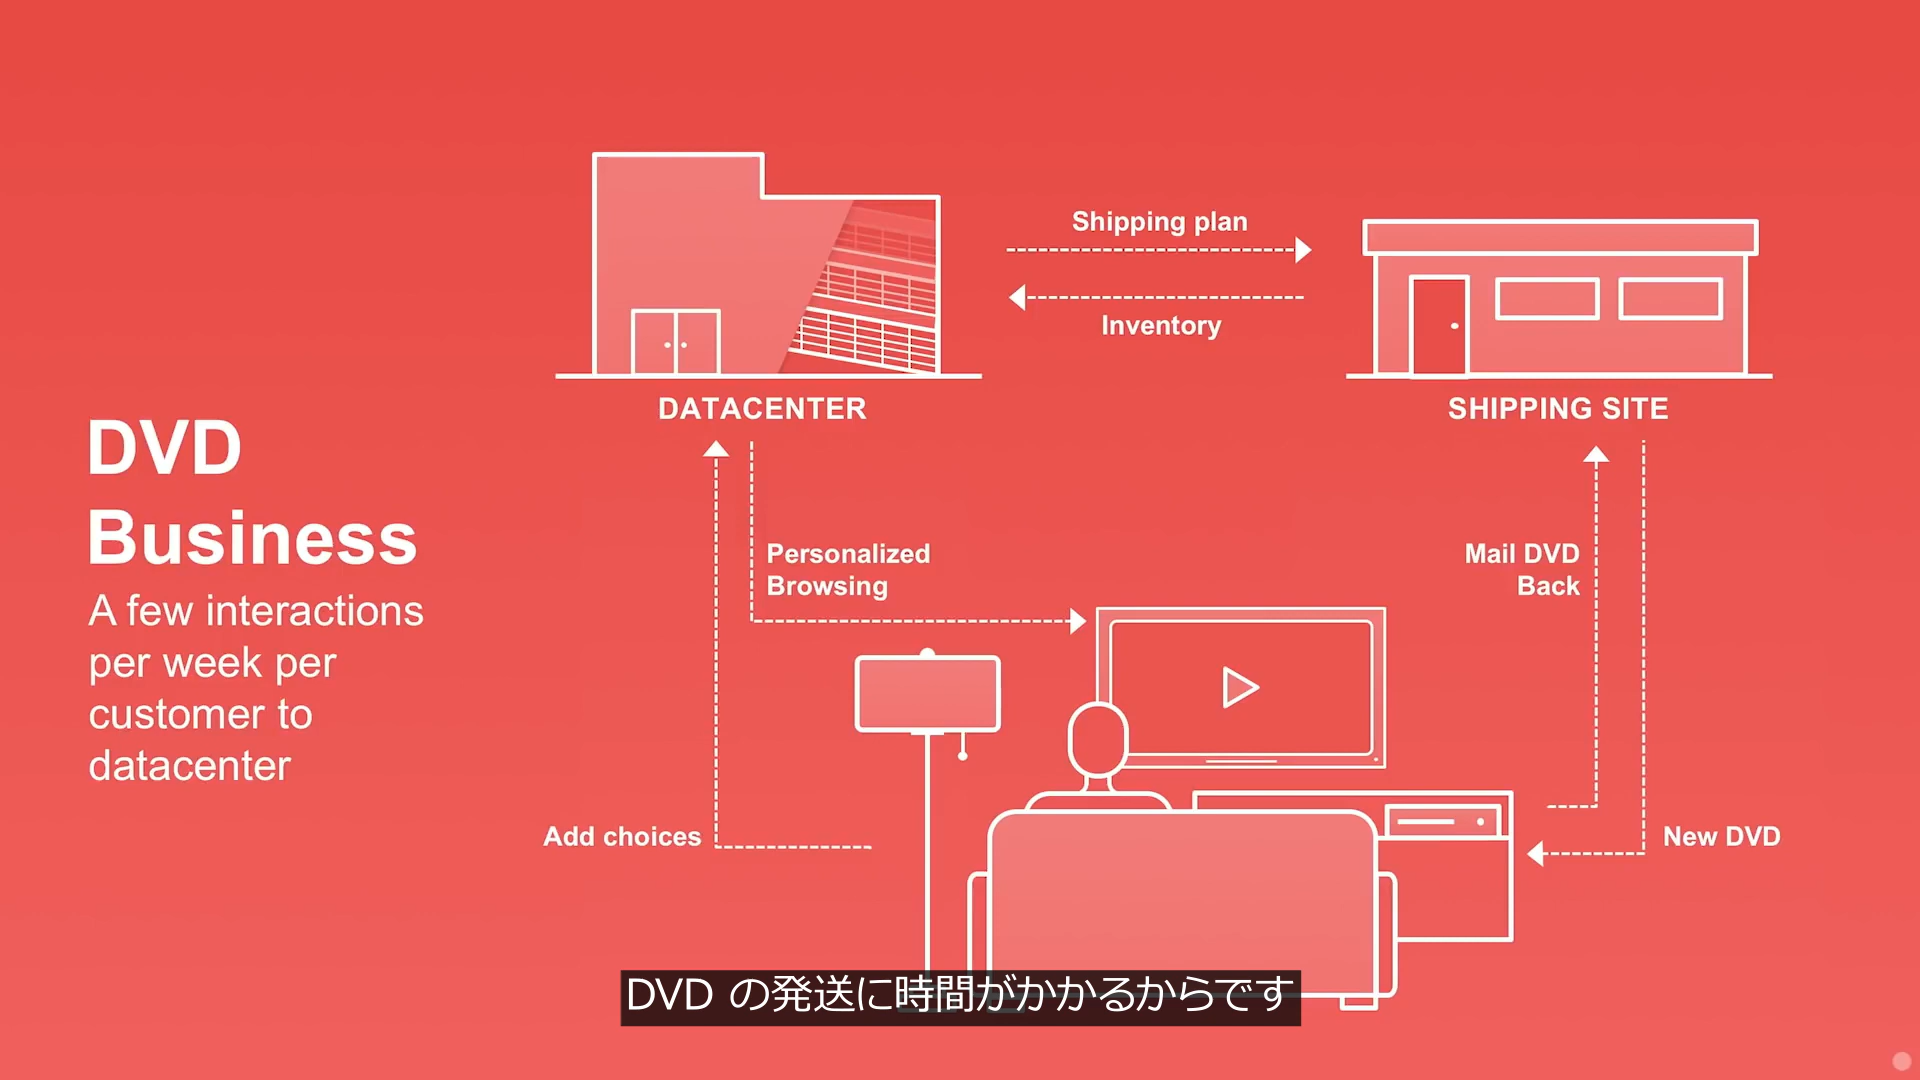 DVD
Business
A few interactions
per week per
customer to
datacenter
Shipping plan
Inventory
DATACENTER
SHIPPING SITE
Personalized
Browsing
Mail DVD
Back
Add choices
New DVD
DVD の発送に時間がかかるからです